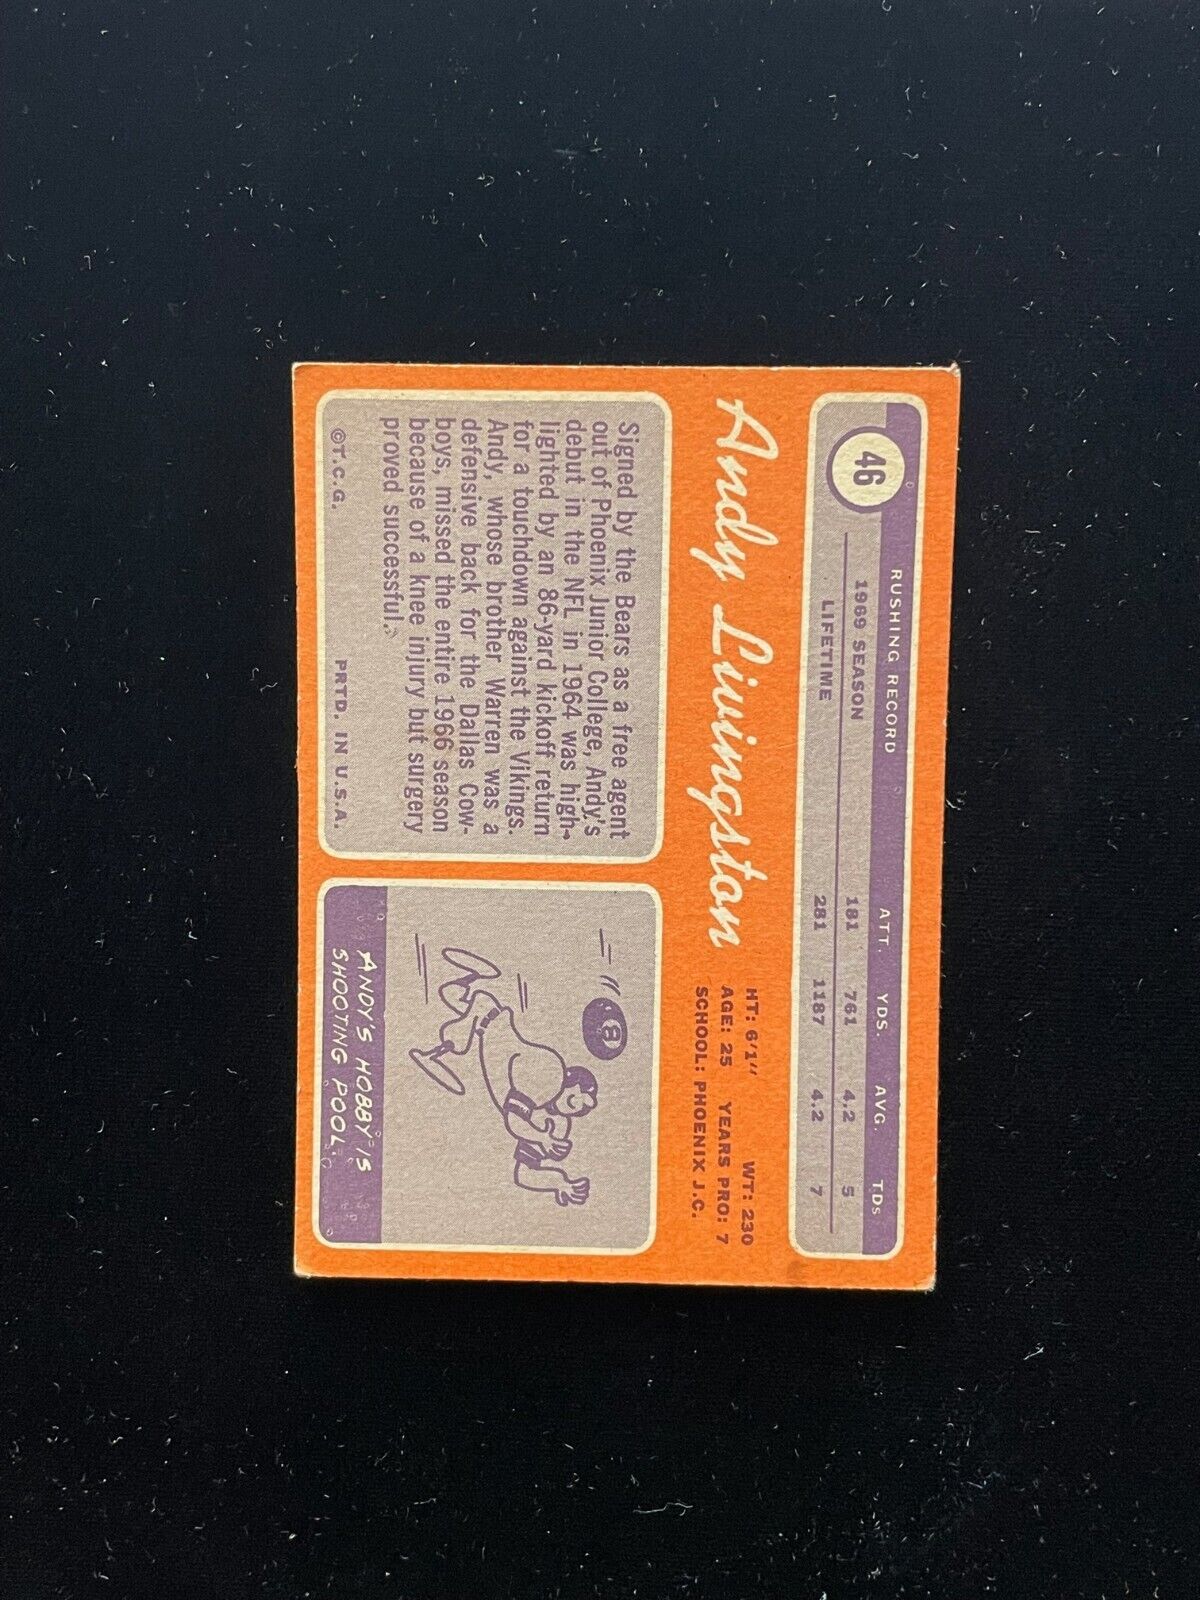 46
RUSHING RECORD ATT. YDS. AVG. TDs
1969 SEASON 181 761 4.2 5
LIFETIME 281 1187 4.2 7
Andy Livingston
HT: 6'1" WT: 230
AGE: 25 YEARS PRO: 7
SCHOOL: PHOENIX J.C.
Signed by the Bears as a free agent
out of Phoenix Junior College, Andy's
debut in the NFL in 1964 was high-
lighted by an 86-yard kickoff return
for a touchdown against the Vikings.
Andy, whose brother Warren was a
defensive back for the Dallas Cow-
boys, missed the entire 1966 season
because of a knee injury but surgery
proved successful.
©T.C.G. PRTD. IN U.S.A.
8
ANDY'S HOBBY IS
SHOOTING POOL.